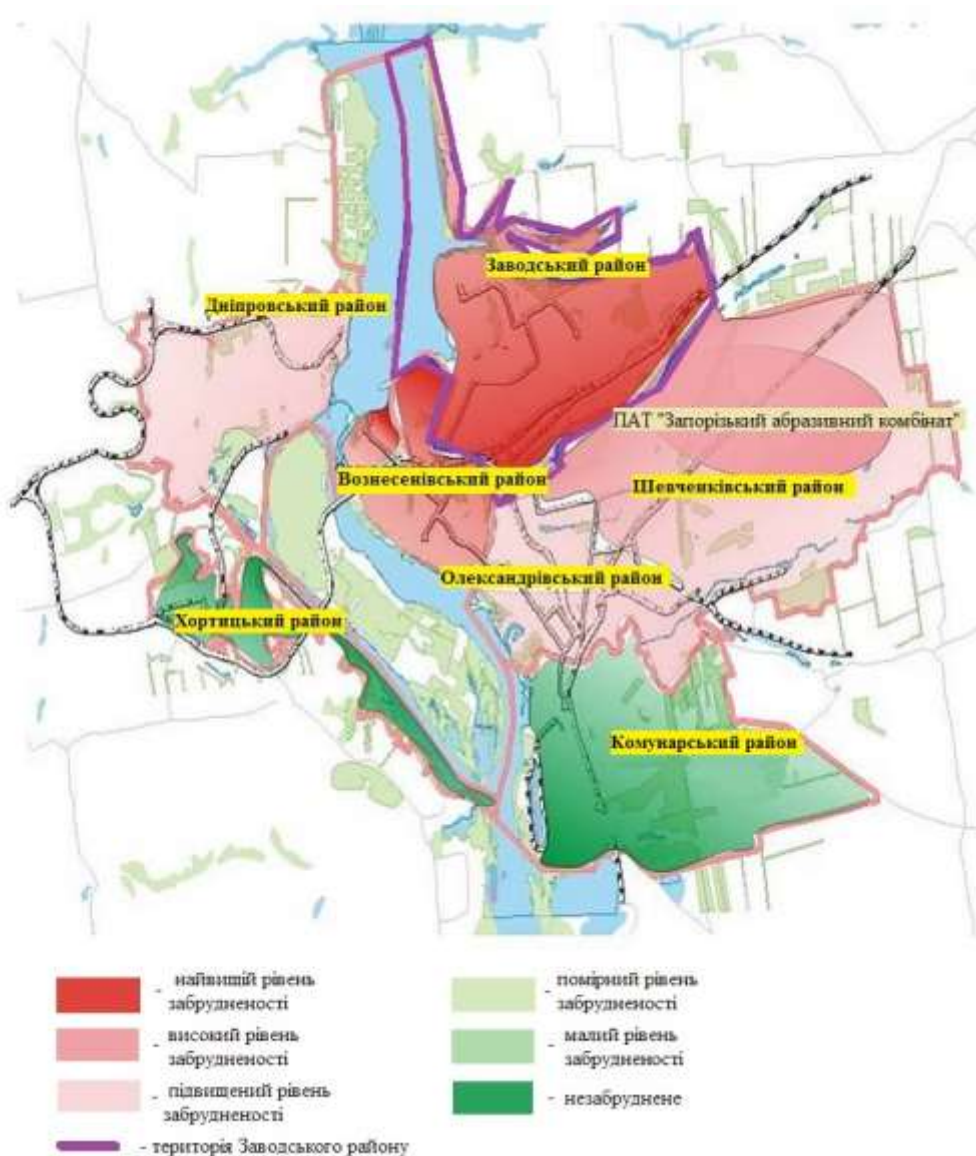 Заводський район
Дніпровський район
ПАТ "Запорізький абразивний комбінат"
Вознесенівський район
Шевченківський район
Олександрівський район
Хортицький район
Комунарський район
- найвищій рівень
забрудненості
- високий рівень
забрудненості
- підвищений рівень
забрудненості
- територія Заводського району
- помірний рівень
забрудненості
- малий рівень
забрудненості
- незабруднене